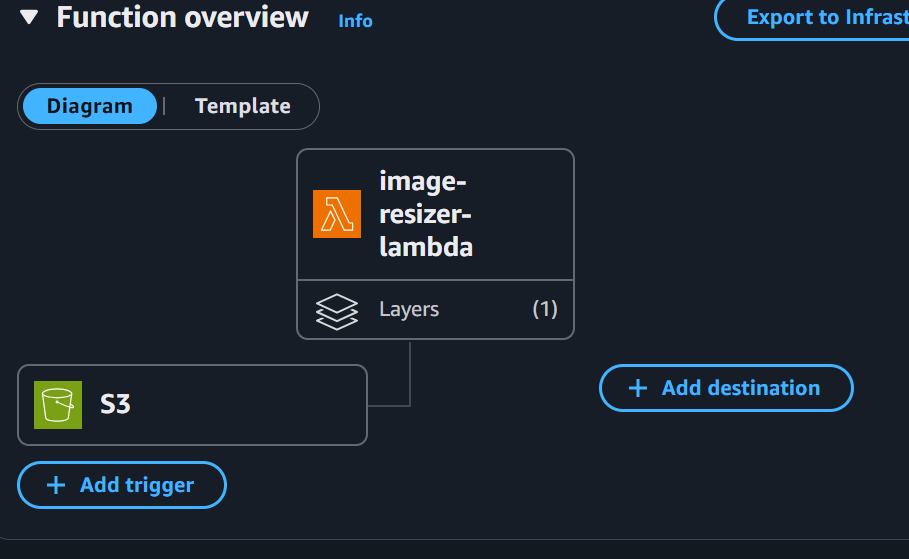 Function overview
Info
Export to Infrast
Diagram
Template
image-
resizer-
lambda
Layers
(1)
S3
Add destination
Add trigger